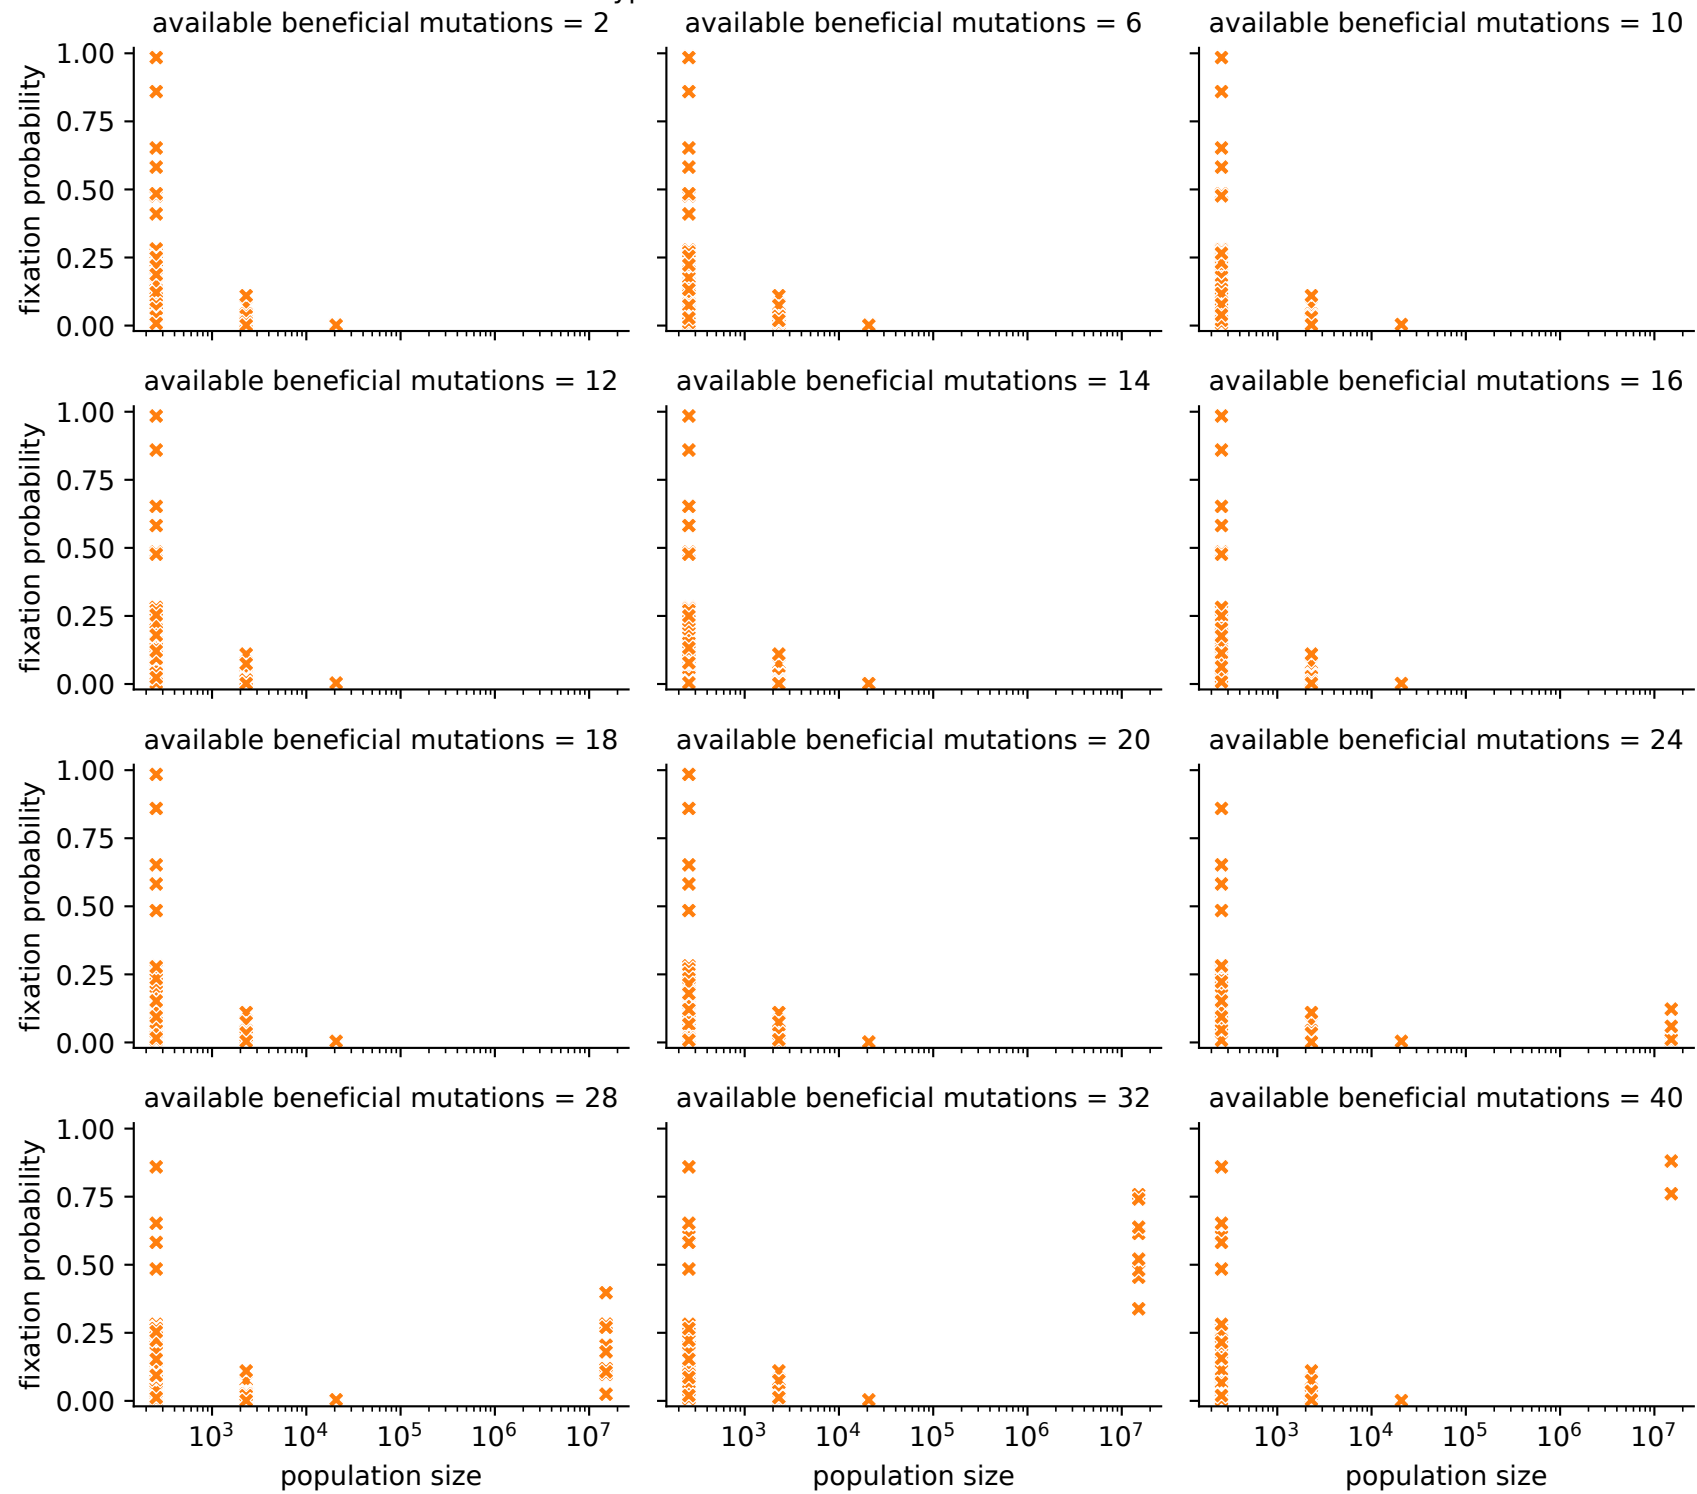 available beneficial mutations = 2 available beneficial mutations = 6 available beneficial mutations = 10
fixation probability
1.00
0.75
0.50
0.25
0.00
available beneficial mutations = 12 available beneficial mutations = 14 available beneficial mutations = 16
fixation probability
1.00
0.75
0.50
0.25
0.00
available beneficial mutations = 18 available beneficial mutations = 20 available beneficial mutations = 24
fixation probability
1.00
0.75
0.50
0.25
0.00
available beneficial mutations = 28 available beneficial mutations = 32 available beneficial mutations = 40
fixation probability
1.00
0.75
0.50
0.25
0.00
10³ 10⁴ 10⁵ 10⁶ 10⁷ 10³ 10⁴ 10⁵ 10⁶ 10⁷ 10³ 10⁴ 10⁵ 10⁶ 10⁷
population size population size population size